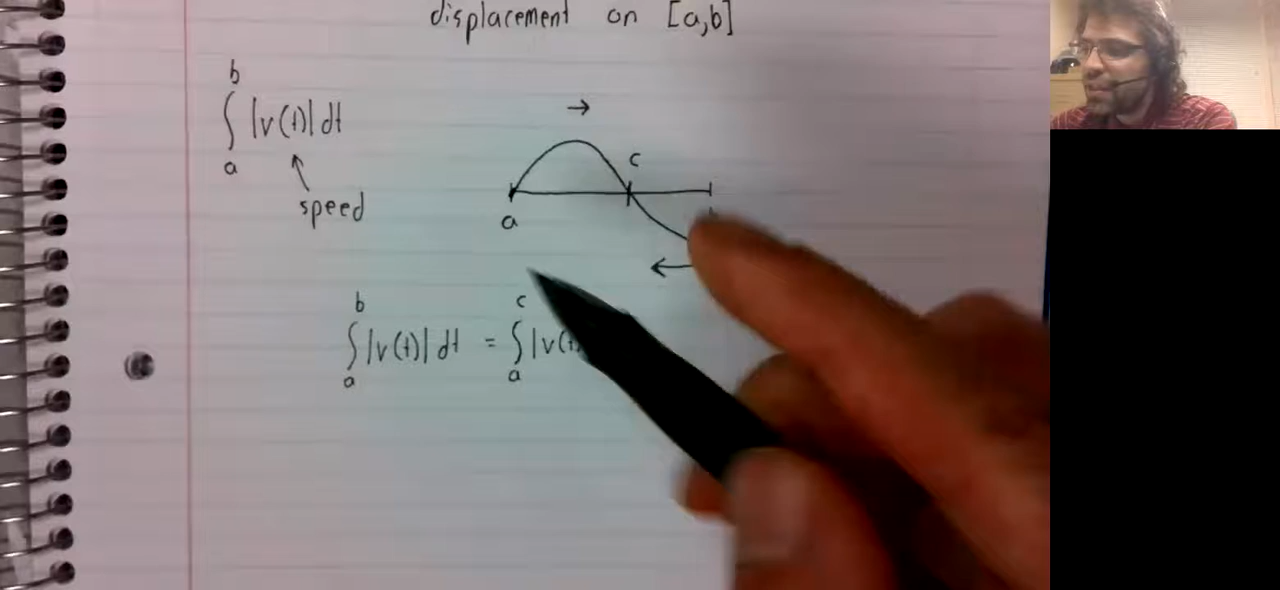 displacement on [a,b]
b
∫ |v(t)| dt
a
speed
c
a
b c
∫ |v(t)| dt = ∫ |v(t)
a a